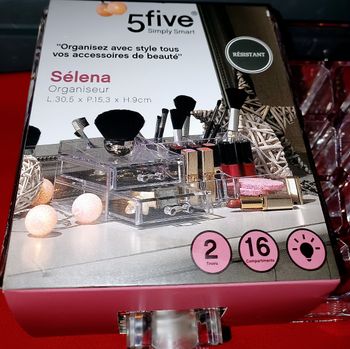 5five®
Simply Smart
"Organisez avec style tous
vos accessoires de beauté"
RÉSISTANT
Sélena
Organiseur
L.30,5 x P.15,3 x H.9cm
2
Tiroirs
16
Compartiments